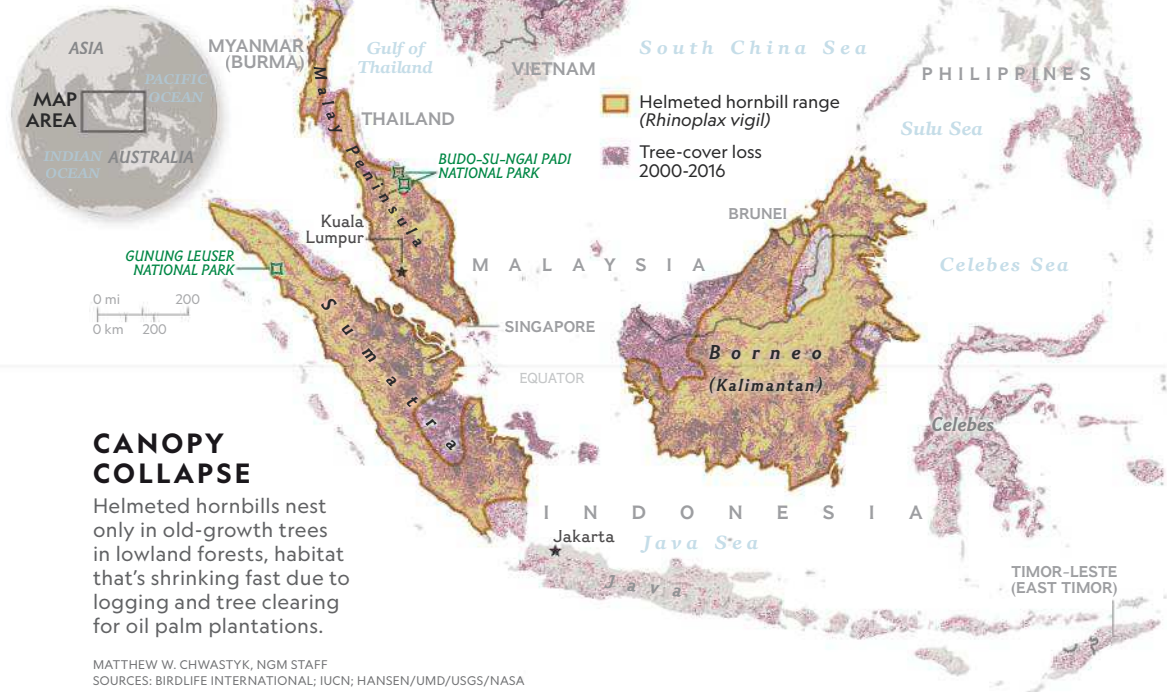 ASIA
PACIFIC
OCEAN
MAP
AREA
INDIAN
OCEAN
AUSTRALIA
MYANMAR
(BURMA)
Gulf of
Thailand
VIETNAM
South China Sea
PHILIPPINES
Malay Peninsula
THAILAND
Helmeted hornbill range
(Rhinoplax vigil)
Sulu Sea
Tree-cover loss
2000-2016
BUDO-SU-NGAI PADI
NATIONAL PARK
BRUNEI
Kuala
Lumpur
GUNUNG LEUSER
NATIONAL PARK
MALAYSIA
Celebes Sea
0 mi 200
0 km 200
Sumatra
SINGAPORE
Borneo
(Kalimantan)
EQUATOR
Celebes
CANOPY
COLLAPSE
Helmeted hornbills nest
only in old-growth trees
in lowland forests, habitat
that's shrinking fast due to
logging and tree clearing
for oil palm plantations.
INDONESIA
Jakarta
Java Sea
Java
TIMOR-LESTE
(EAST TIMOR)
MATTHEW W. CHWASTYK, NGM STAFF
SOURCES: BIRDLIFE INTERNATIONAL; IUCN; HANSEN/UMD/USGS/NASA